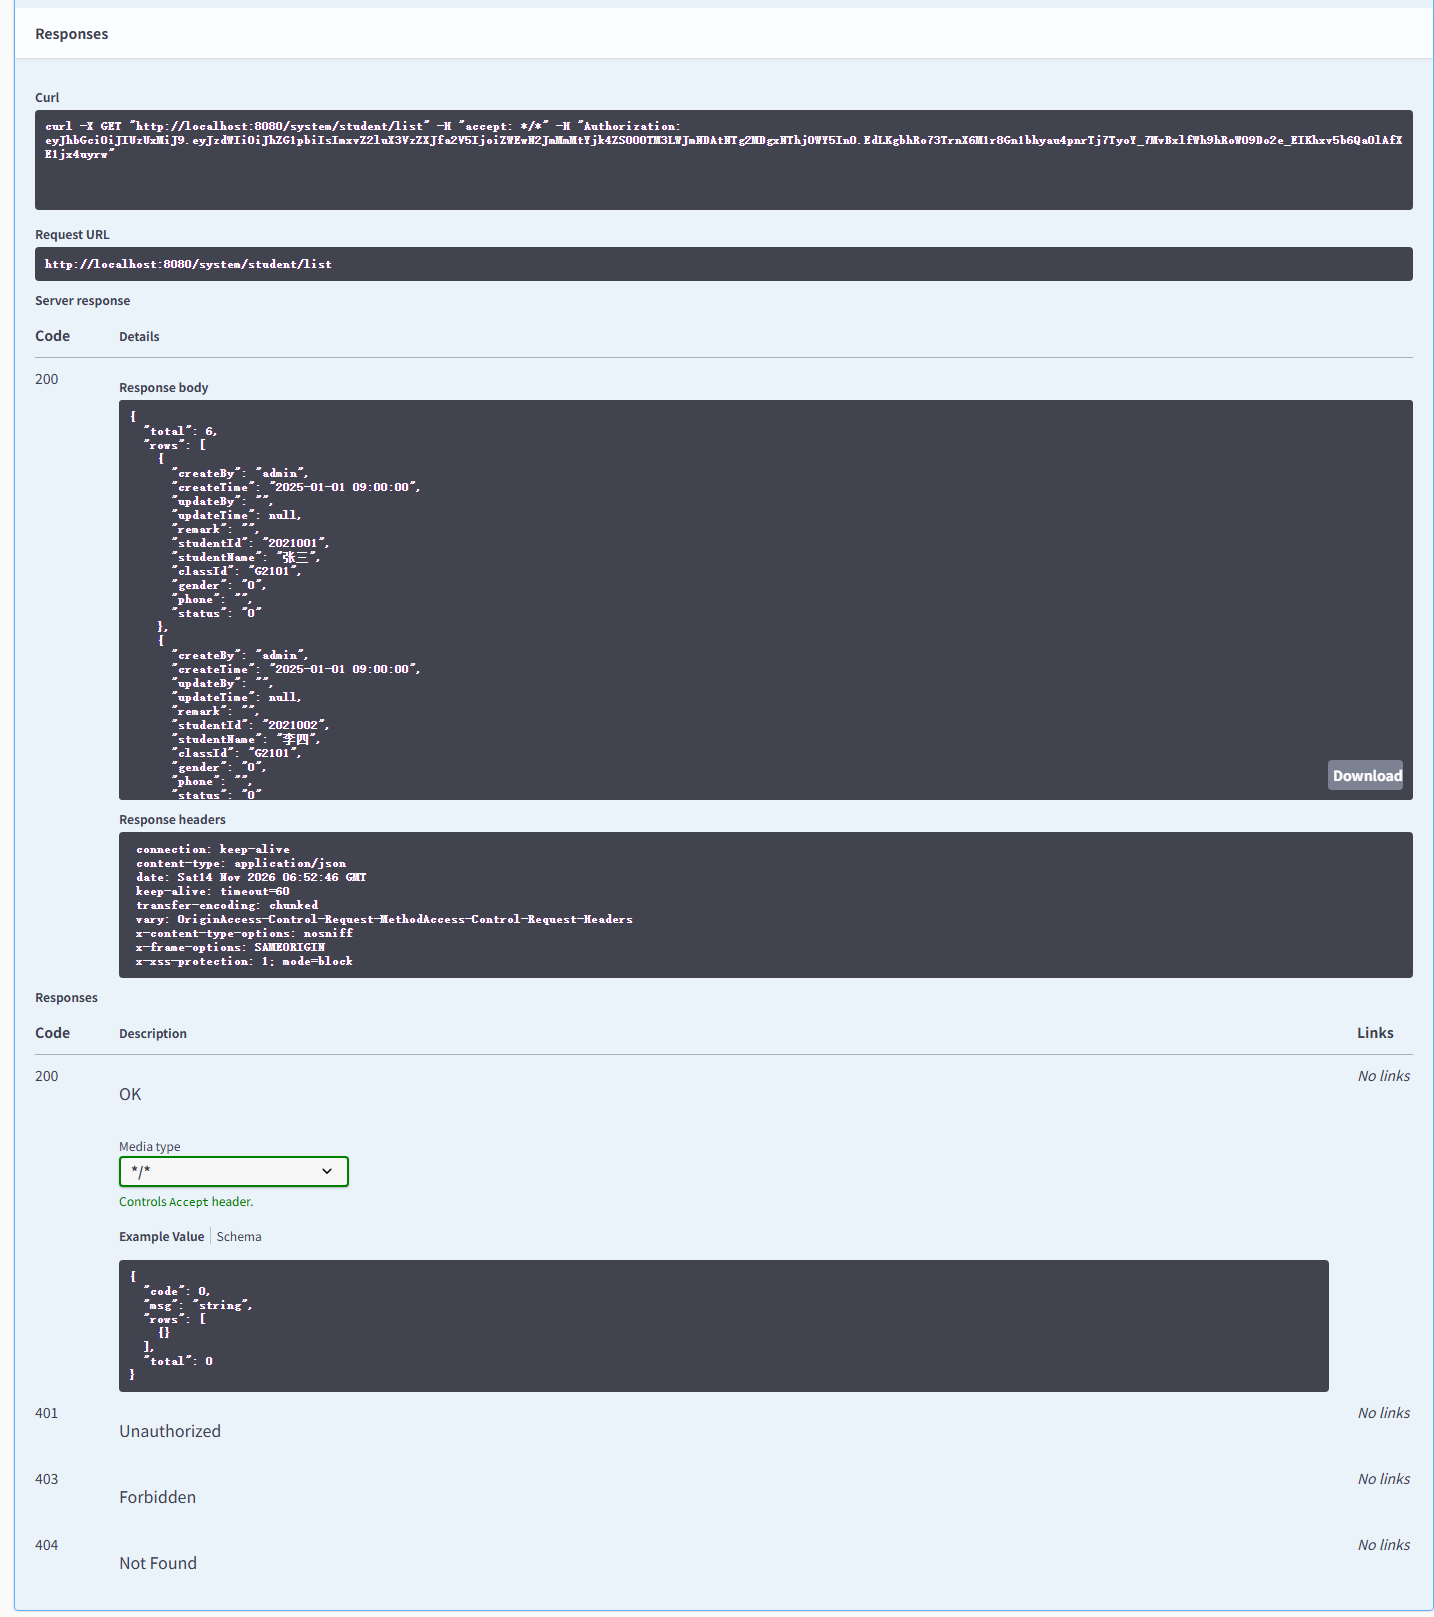 Responses
Curl
curl -X GET "http://localhost:8080/system/student/list" -H "accept: */*" -H "Authorization:
E1jx4uyrw"
Request URL
http://localhost:8080/system/student/list
Server response
Code Details
200
Response body
{
"total": 6,
"rows": [
{
"createBy": "admin",
"createTime": "2025-01-01 09:00:00",
"updateBy": "",
"updateTime": null,
"remark": "",
"studentId": "2021001",
"studentName": "张三",
"classId": "G2101",
"gender": "0",
"phone": "",
"status": "0"
},
{
"createBy": "admin",
"createTime": "2025-01-01 09:00:00",
"updateBy": "",
"updateTime": null,
"remark": "",
"studentId": "2021002",
"studentName": "李四",
"classId": "G2101",
"gender": "0",
"phone": "",
"status": "0"
Download
Response headers
connection: keep-alive
content-type: application/json
date: Sat14 Nov 2026 06:52:46 GMT
keep-alive: timeout=60
transfer-encoding: chunked
vary: OriginAccess-Control-Request-MethodAccess-Control-Request-Headers
x-content-type-options: nosniff
x-frame-options: SAMEORIGIN
x-xss-protection: 1; mode=block
Responses
Code Description Links
200 No links
OK
Media type
*/*
Controls Accept header.
Example Value Schema
{
"code": 0,
"msg": "string",
"rows": [
{}
],
"total": 0
}
401 No links
Unauthorized
403 No links
Forbidden
404 No links
Not Found